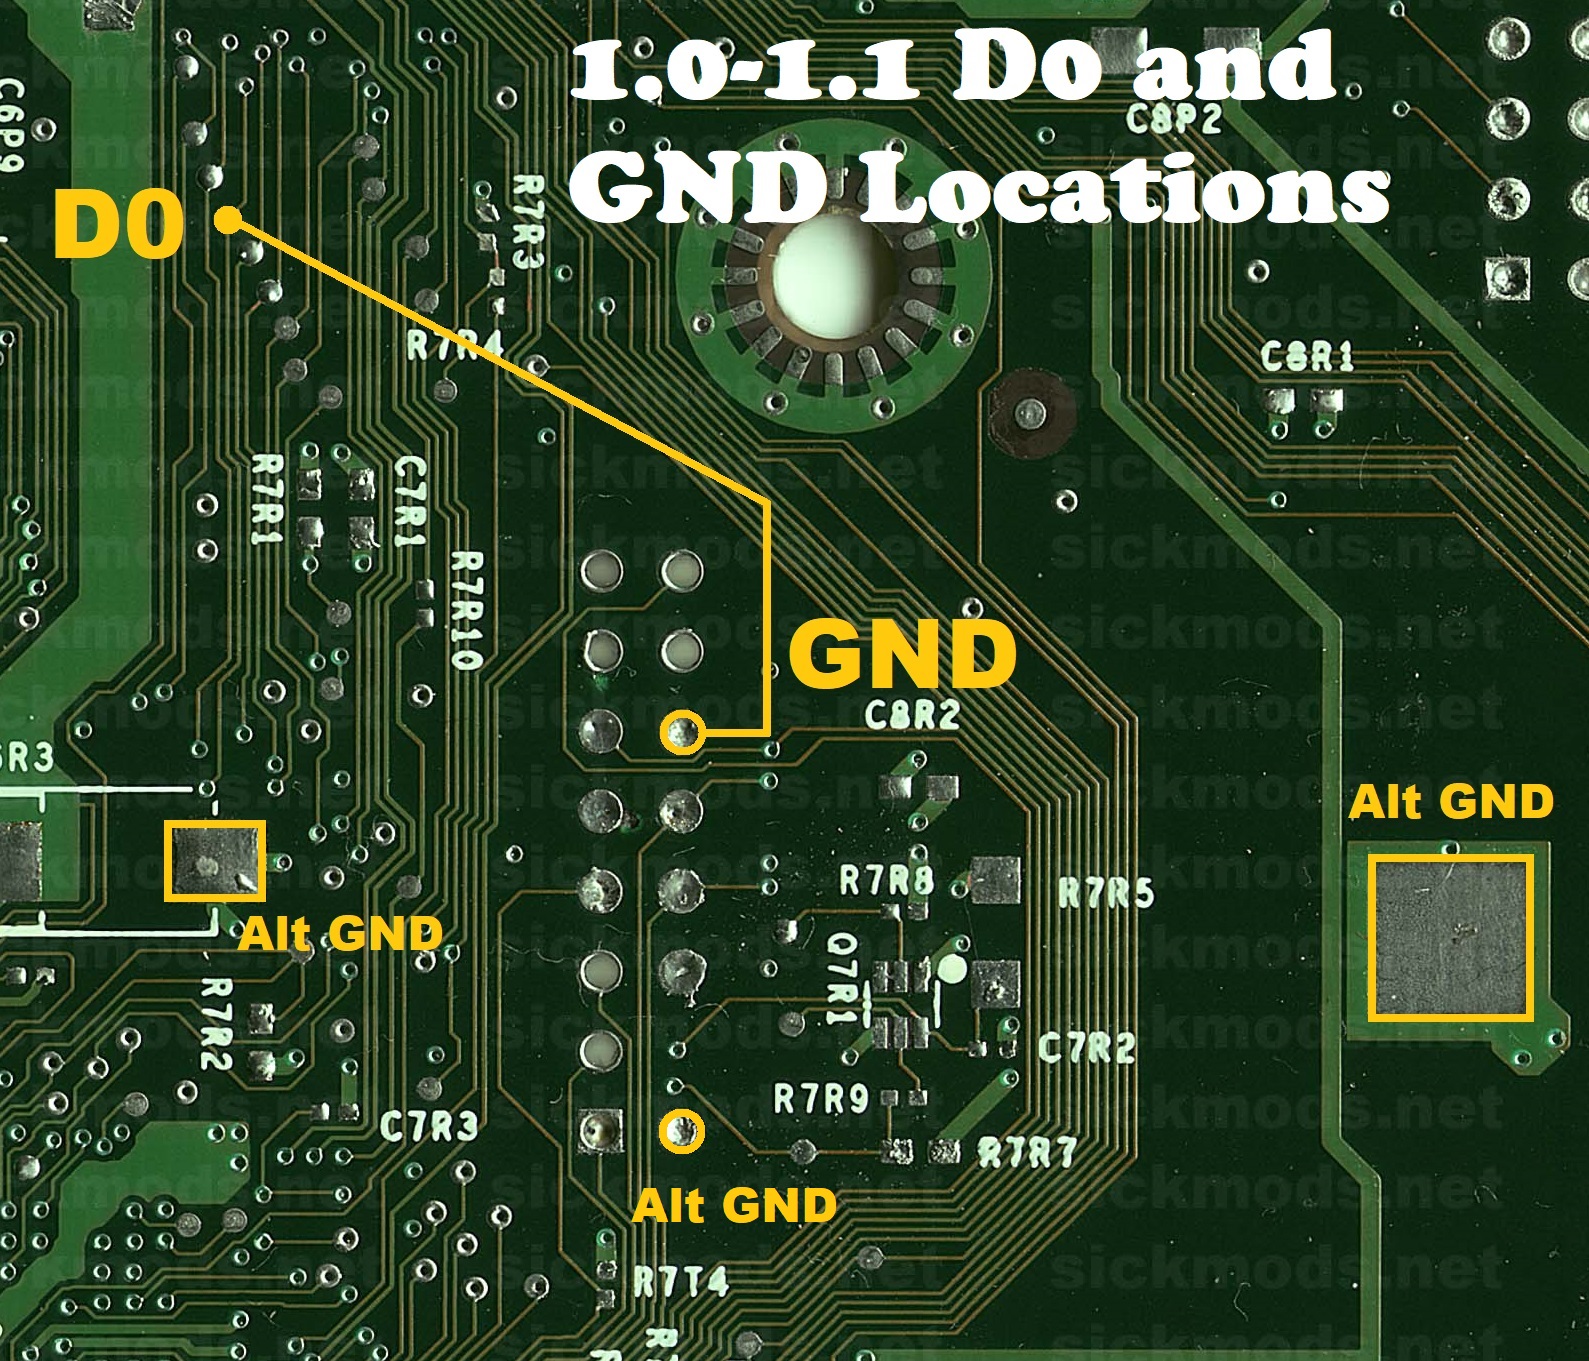 1.0-1.1 D0 and
GND Locations
C8P2
C6P9
D0
R7R3
R7R4
C8R1
R7R1
C7R1
R7R10
GND
C8R2
Alt GND
R7R8
R7R5
Alt GND
Q7R1
R7R2
C7R2
R7R9
C7R3
R7R7
Alt GND
R7T4
sickmods.net